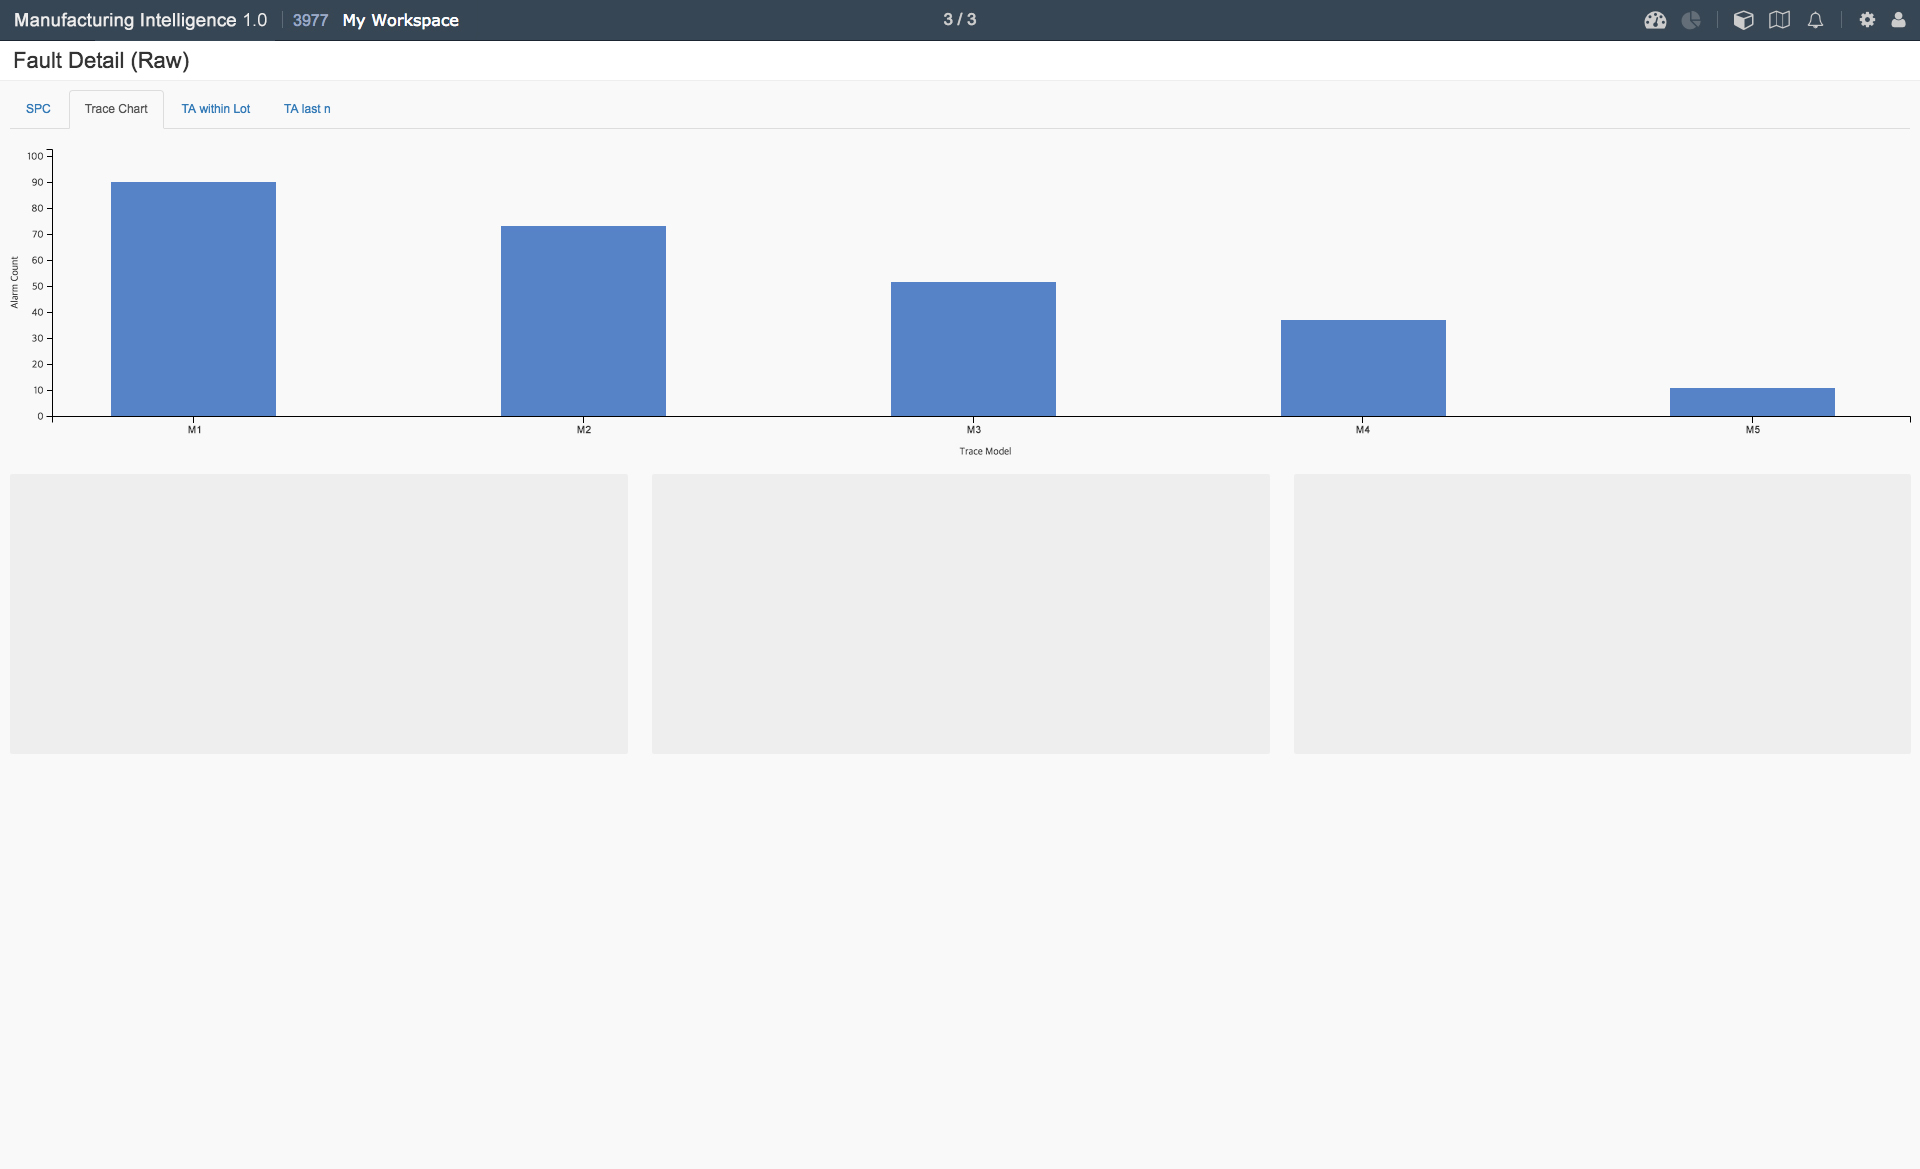 Manufacturing Intelligence 1.0 3977 My Workspace 3 / 3
Fault Detail (Raw)
SPC Trace Chart TA within Lot TA last n
100
90
80
70
60
50
40
30
20
10
0
Alarm Count
M1 M2 M3 M4 M5
Trace Model